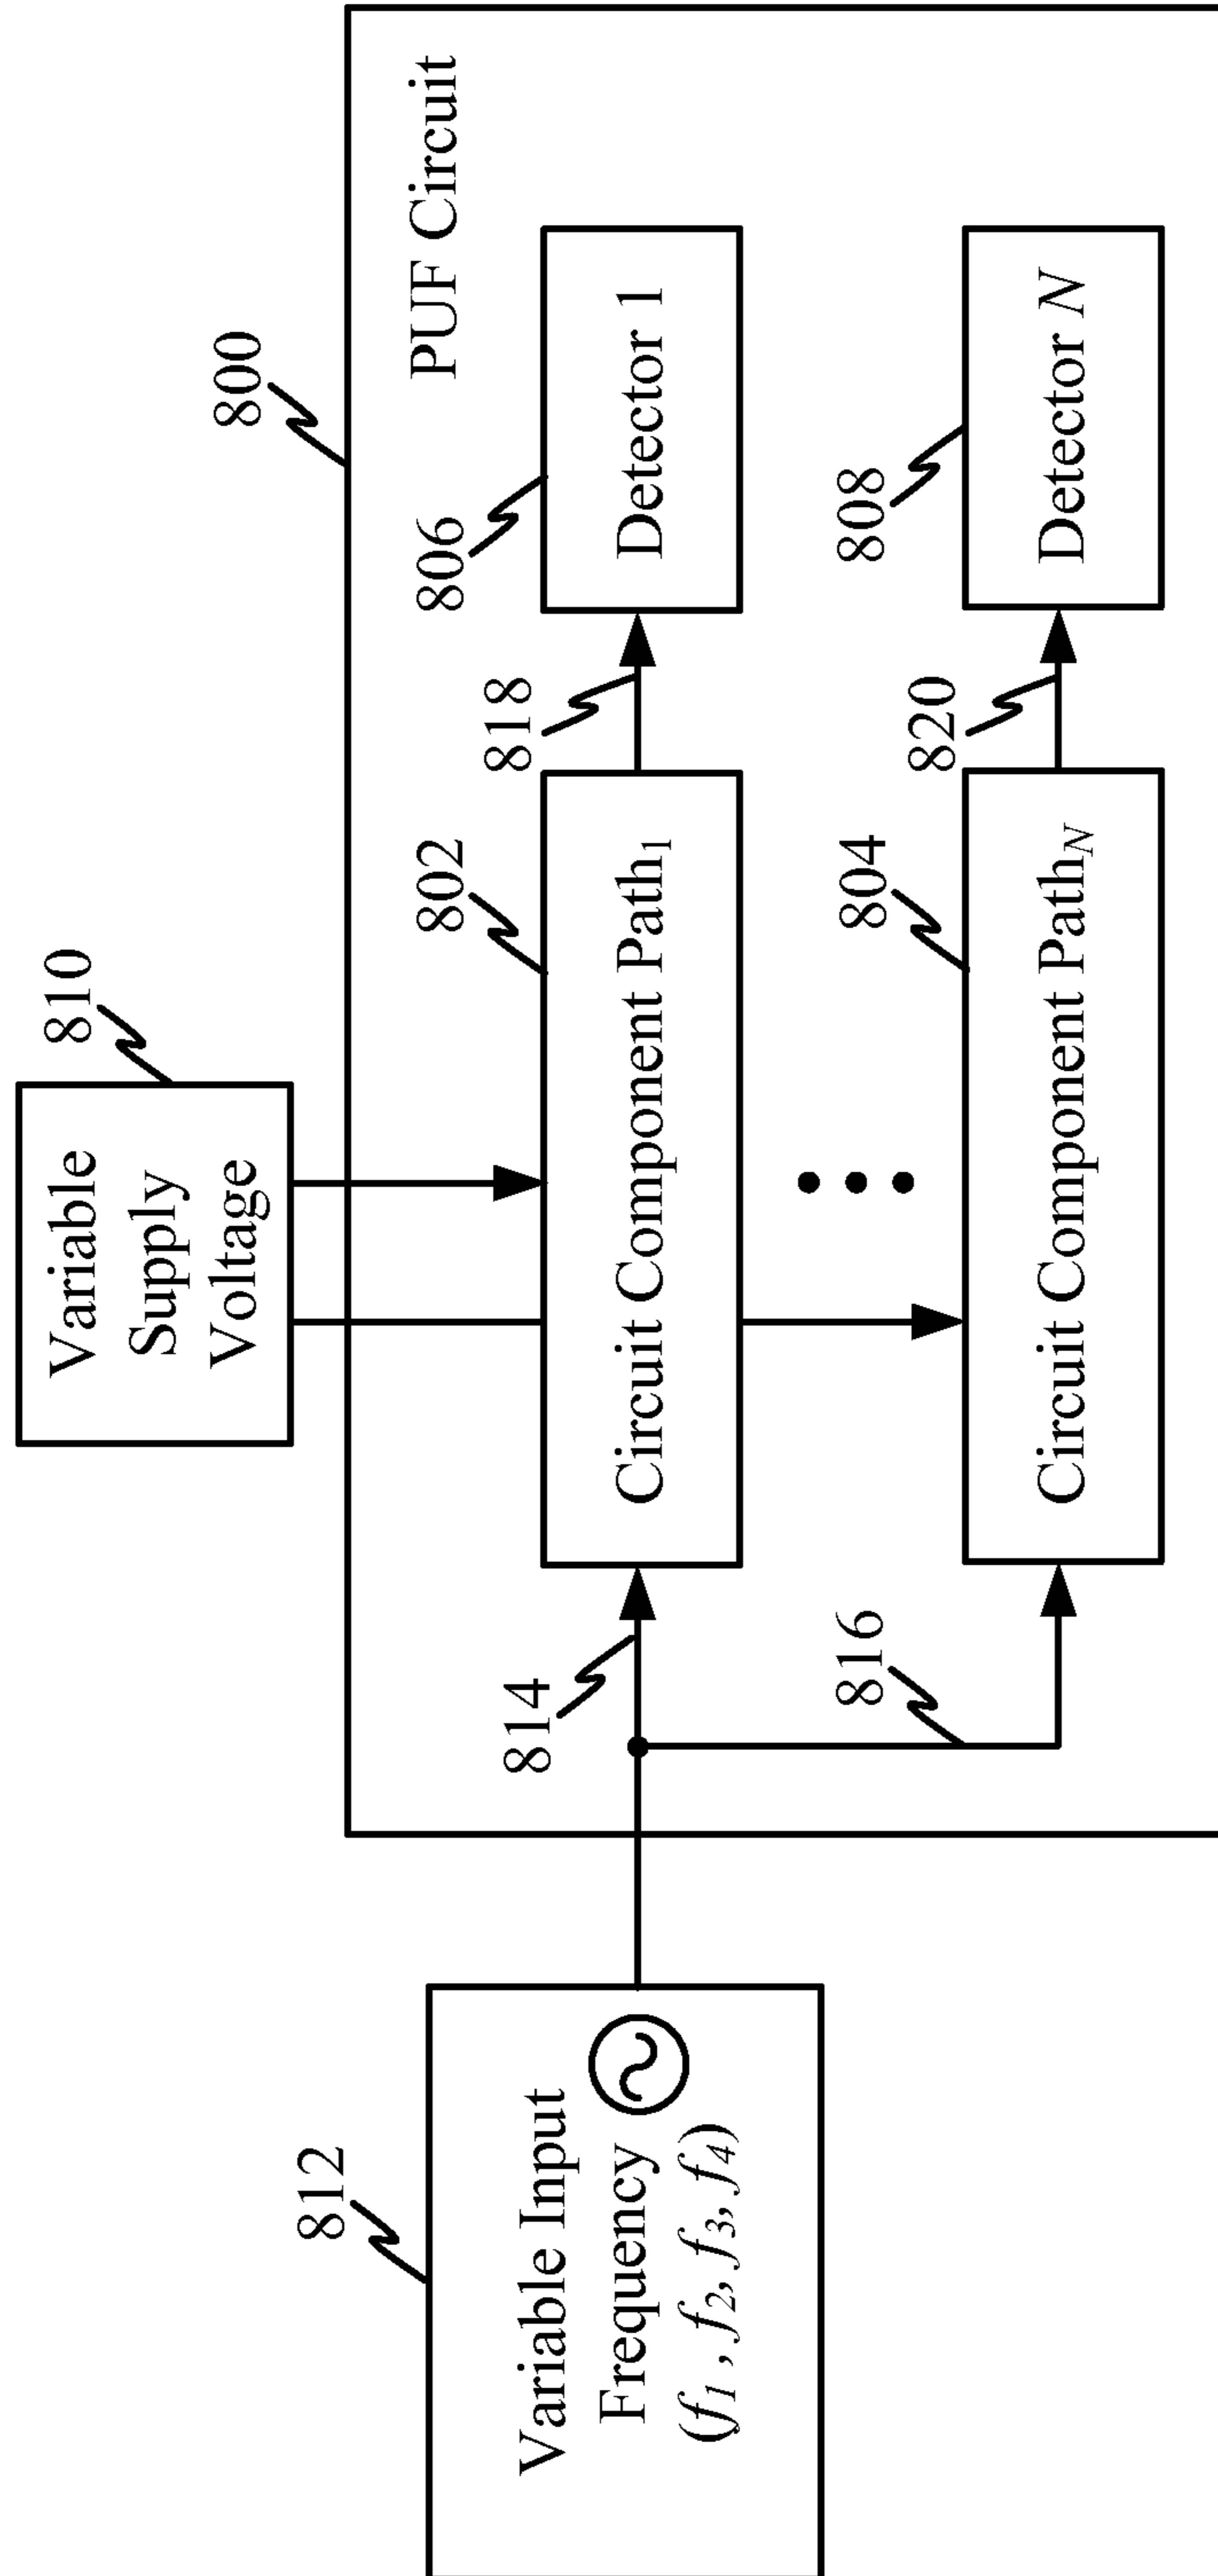 810
Variable
Supply
Voltage
800
PUF Circuit
812
Variable Input
Frequency
(f1, f2, f3, f4)
814
802
Circuit Component Path1
818
806
Detector 1
816
804
Circuit Component PathN
820
808
Detector N